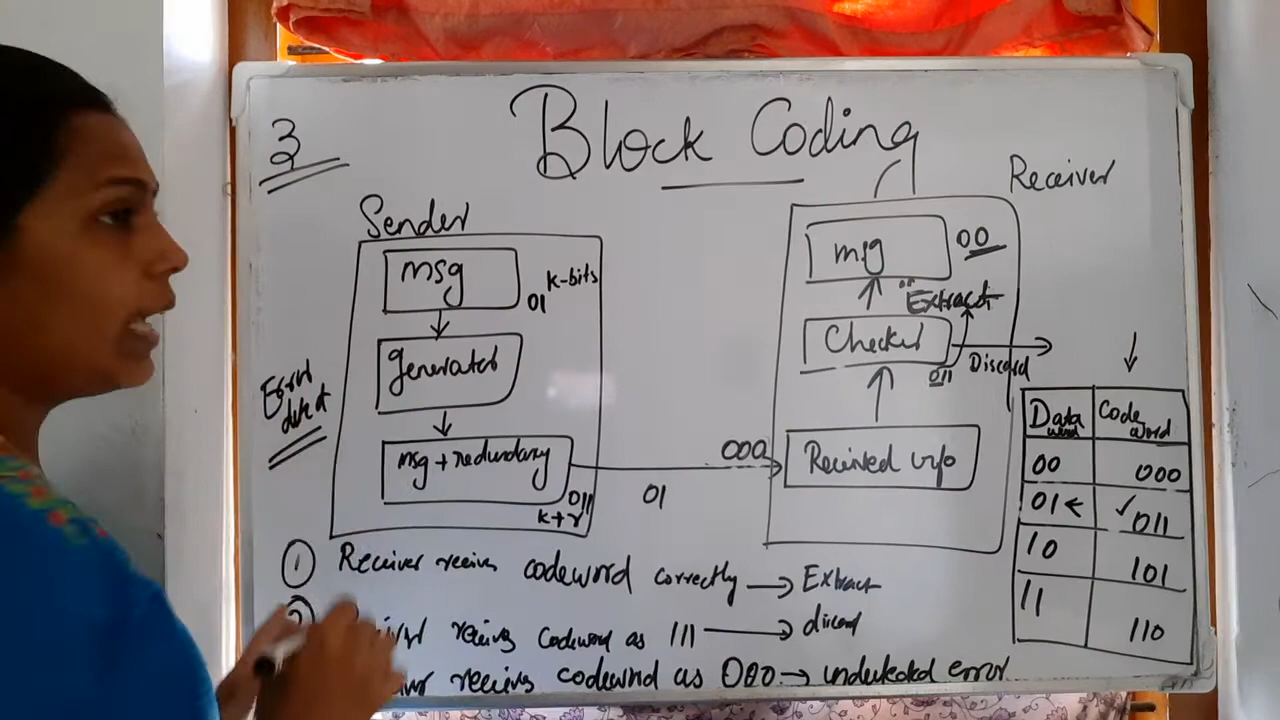 Block Coding
3
Sender
msg
k-bits
01
generator
msg + redundancy
011
k+r
Error
detect
01
000
Receiver
msg
00
"Extract
Checker
011
Discard
Received info
Data word
Code word
00 000
01 ← ✓ 011
10 101
11 110
① Receiver receives codeword correctly → Extract
receives codeword as 111 → discard
receives codeword as 000 → undetected error